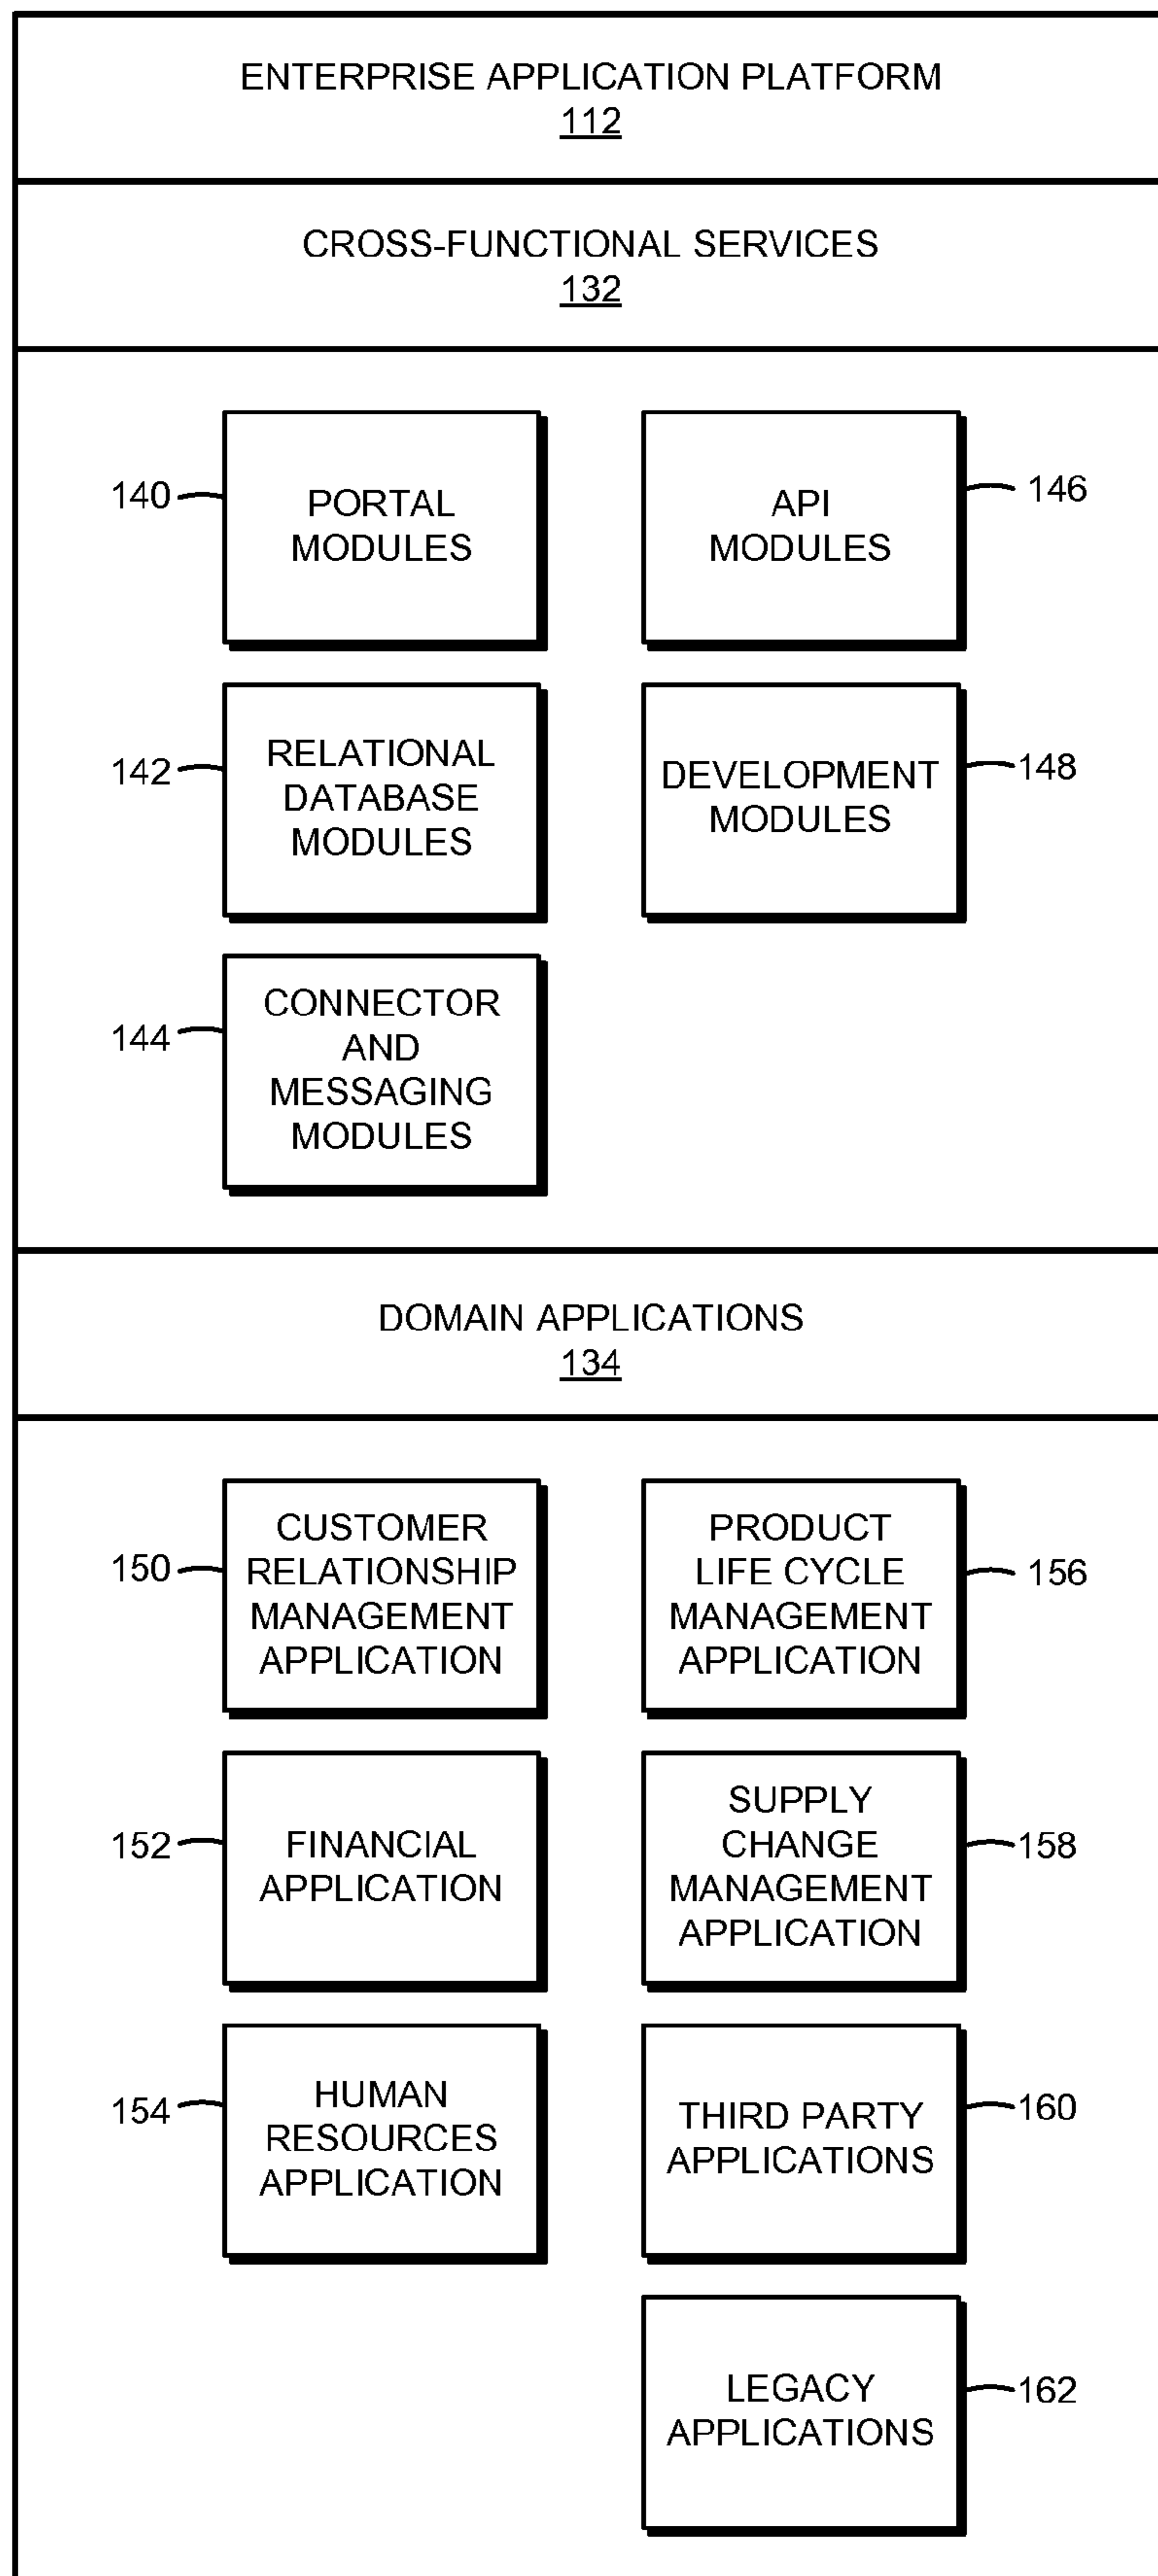 ENTERPRISE APPLICATION PLATFORM
112
CROSS-FUNCTIONAL SERVICES
132
140
PORTAL
MODULES
API
MODULES
146
142
RELATIONAL
DATABASE
MODULES
DEVELOPMENT
MODULES
148
144
CONNECTOR
AND
MESSAGING
MODULES
DOMAIN APPLICATIONS
134
150
CUSTOMER
RELATIONSHIP
MANAGEMENT
APPLICATION
PRODUCT
LIFE CYCLE
MANAGEMENT
APPLICATION
156
152
FINANCIAL
APPLICATION
SUPPLY
CHANGE
MANAGEMENT
APPLICATION
158
154
HUMAN
RESOURCES
APPLICATION
THIRD PARTY
APPLICATIONS
160
LEGACY
APPLICATIONS
162